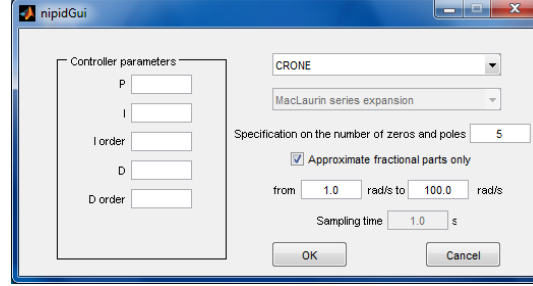 nipidGui
Controller parameters
P
I
I order
D
D order
CRONE
MacLaurin series expansion
Specification on the number of zeros and poles 5
Approximate fractional parts only
from 1.0 rad/s to 100.0 rad/s
Sampling time 1.0 s
OK Cancel